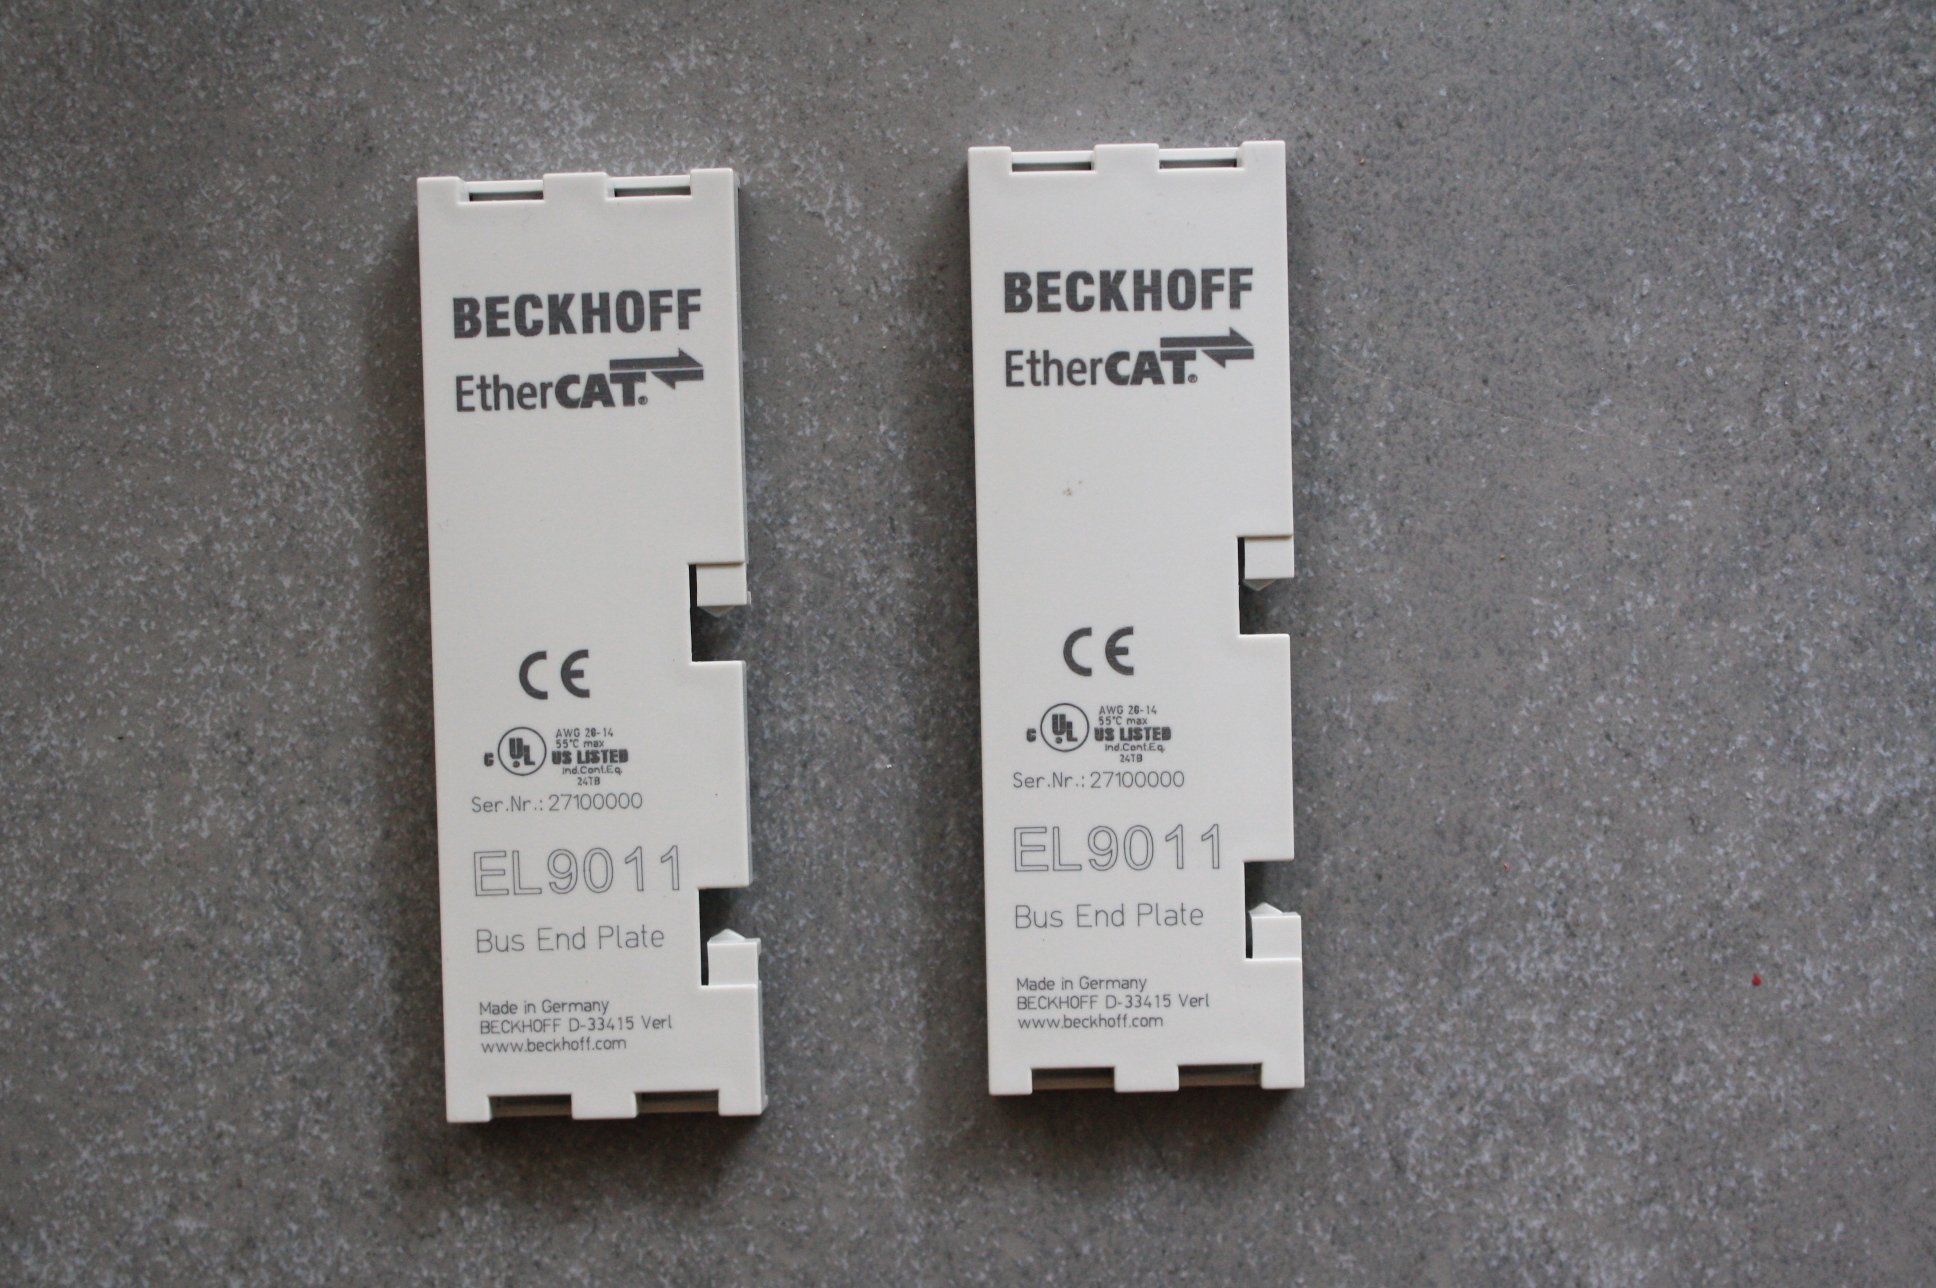 BECKHOFF
EtherCAT®
CE
c UL AWG 26-14
55°C max
US LISTED
Ind.Cont.Eq.
24TB
Ser.Nr.: 27100000
EL9011
Bus End Plate
Made in Germany
BECKHOFF D-33415 Verl
www.beckhoff.com
BECKHOFF
EtherCAT®
CE
c UL AWG 26-14
55°C max
US LISTED
Ind.Cont.Eq.
24TB
Ser.Nr.: 27100000
EL9011
Bus End Plate
Made in Germany
BECKHOFF D-33415 Verl
www.beckhoff.com